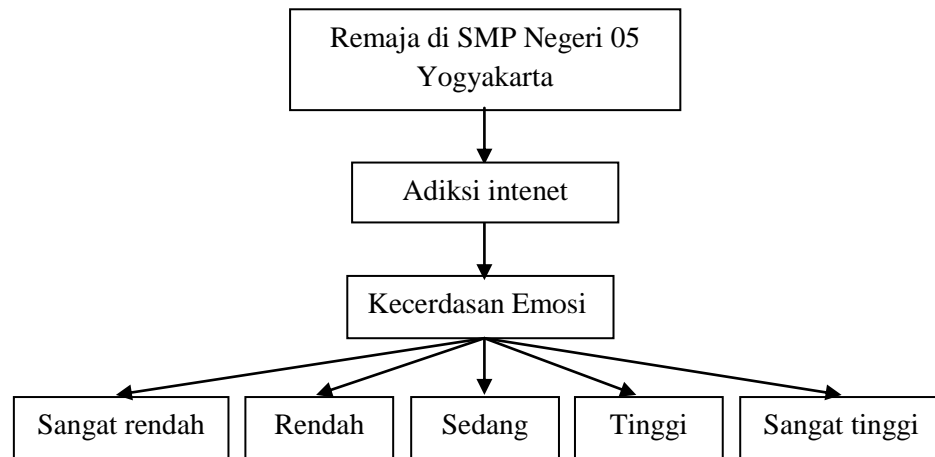 Remaja di SMP Negeri 05
Yogyakarta
Adiksi intenet
Kecerdasan Emosi
Sangat rendah
Rendah
Sedang
Tinggi
Sangat tinggi